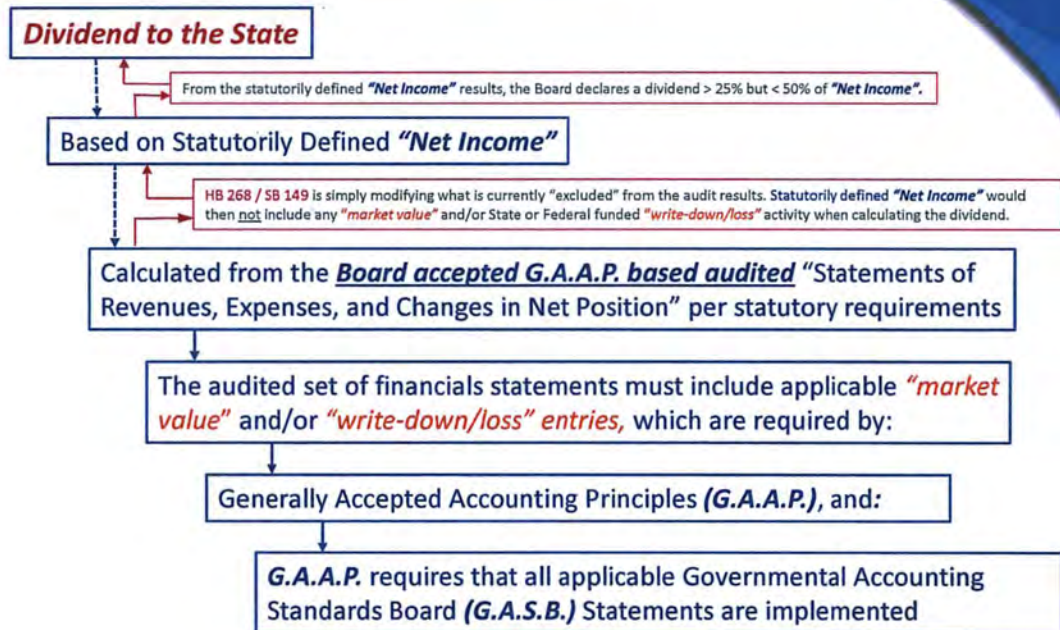 Dividend to the State
From the statutorily defined "Net Income" results, the Board declares a dividend > 25% but < 50% of "Net Income".
Based on Statutorily Defined "Net Income"
HB 268 / SB 149 is simply modifying what is currently "excluded" from the audit results. Statutorily defined "Net Income" would
then not include any "market value" and/or State or Federal funded "write-down/loss" activity when calculating the dividend.
Calculated from the Board accepted G.A.A.P. based audited "Statements of
Revenues, Expenses, and Changes in Net Position" per statutory requirements
The audited set of financials statements must include applicable "market
value" and/or "write-down/loss" entries, which are required by:
Generally Accepted Accounting Principles (G.A.A.P.), and:
G.A.A.P. requires that all applicable Governmental Accounting
Standards Board (G.A.S.B.) Statements are implemented